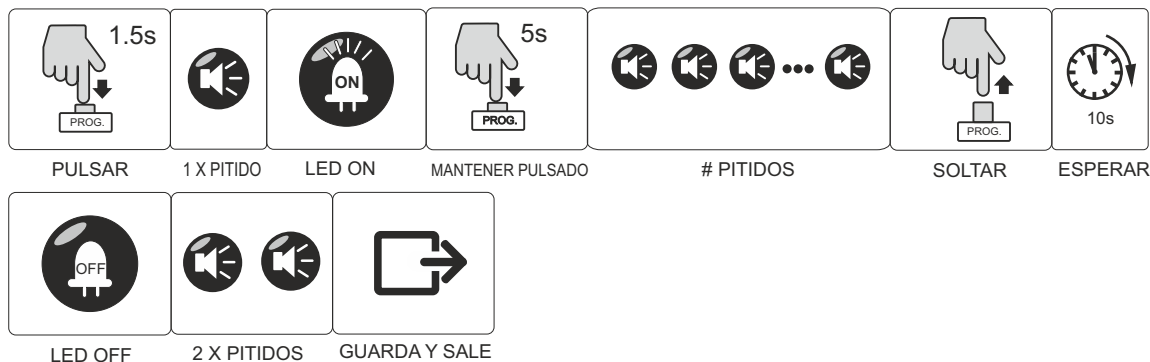 1.5s
PROG.
PULSAR
1 X PITIDO
ON
LED ON
5s
PROG.
MANTENER PULSADO
# PITIDOS
PROG.
SOLTAR
10s
ESPERAR
OFF
LED OFF
2 X PITIDOS
GUARDA Y SALE